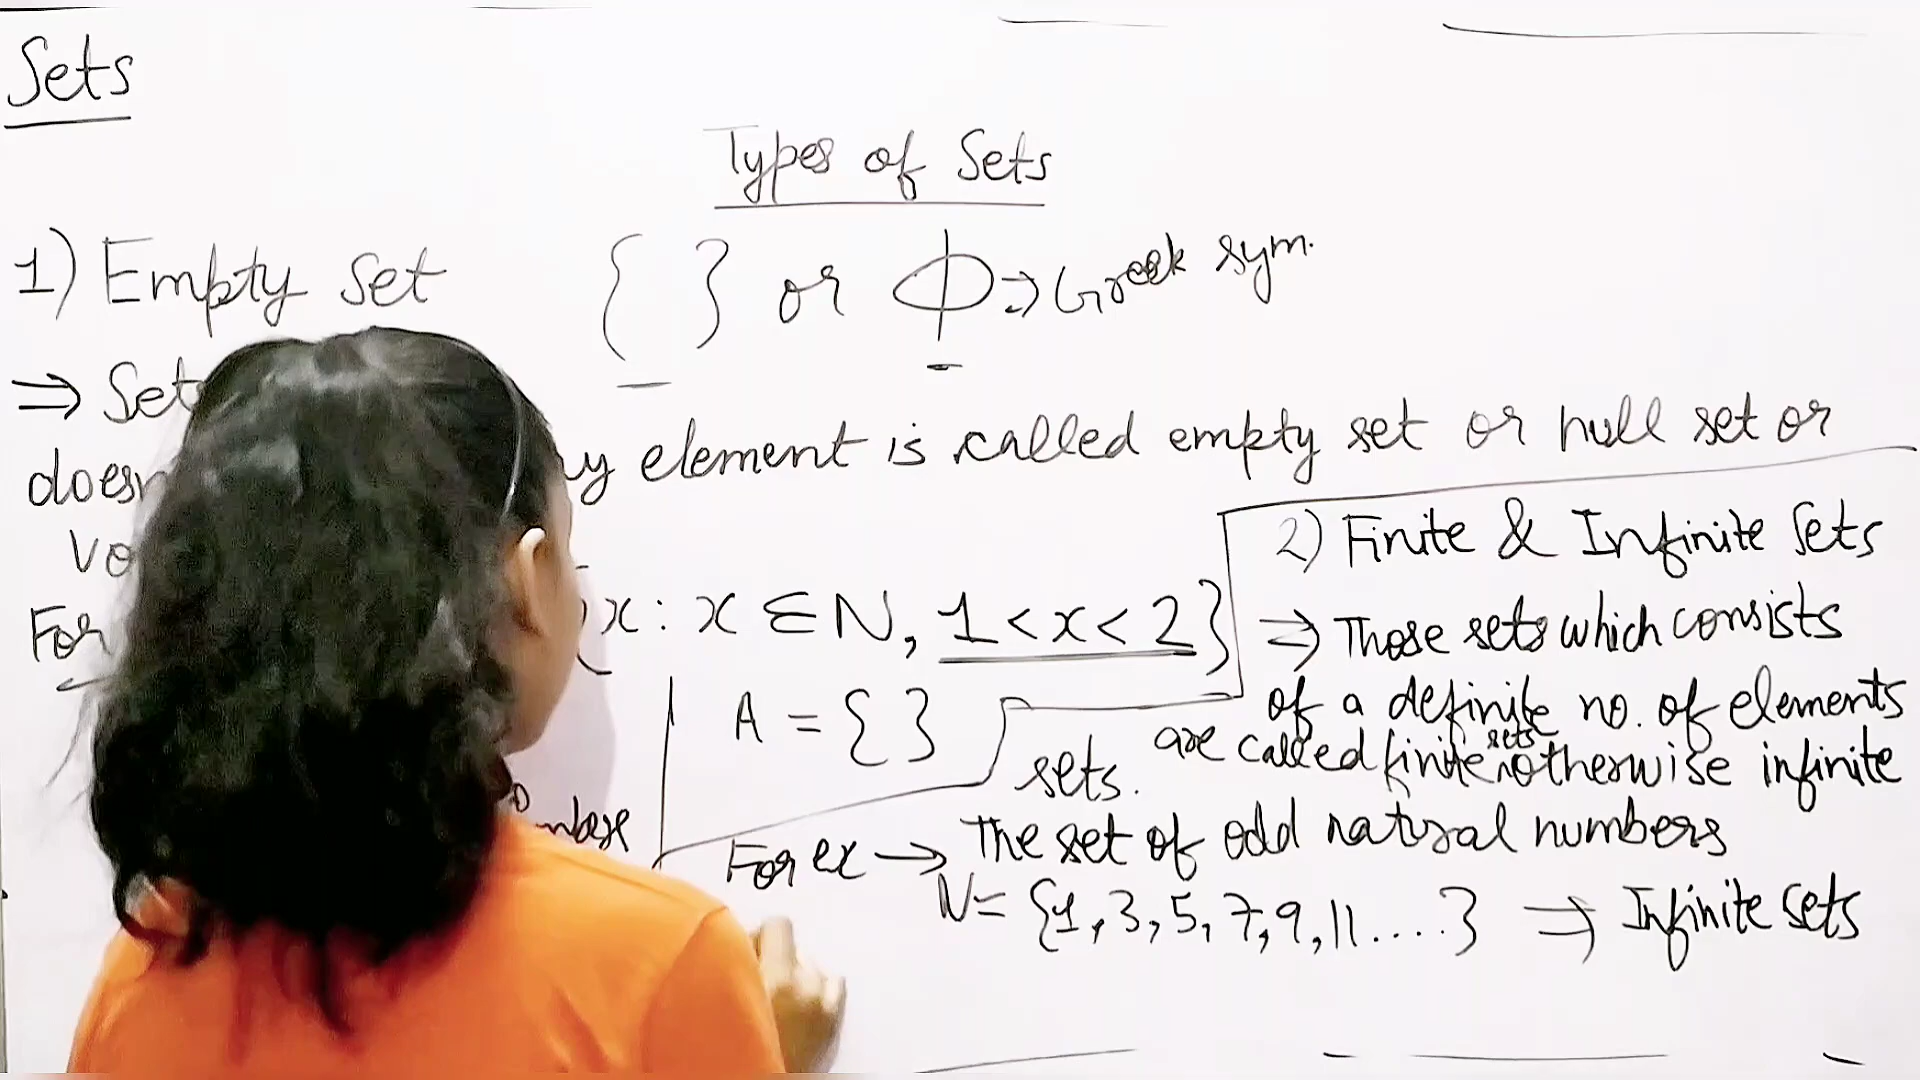 Sets
Types of Sets
1) Empty set { } or Φ ⇒ Greek sym.
⇒ Set
element is called empty set or null set or
For x : x ∈ N, 1 < x < 2}
A = { }
2) Finite & Infinite Sets
⇒ Those sets which consists
of a definite no. of elements
are called finite sets otherwise infinite
sets.
For ex → The set of odd natural numbers
N = {1, 3, 5, 7, 9, 11 . . . . } ⇒ Infinite sets